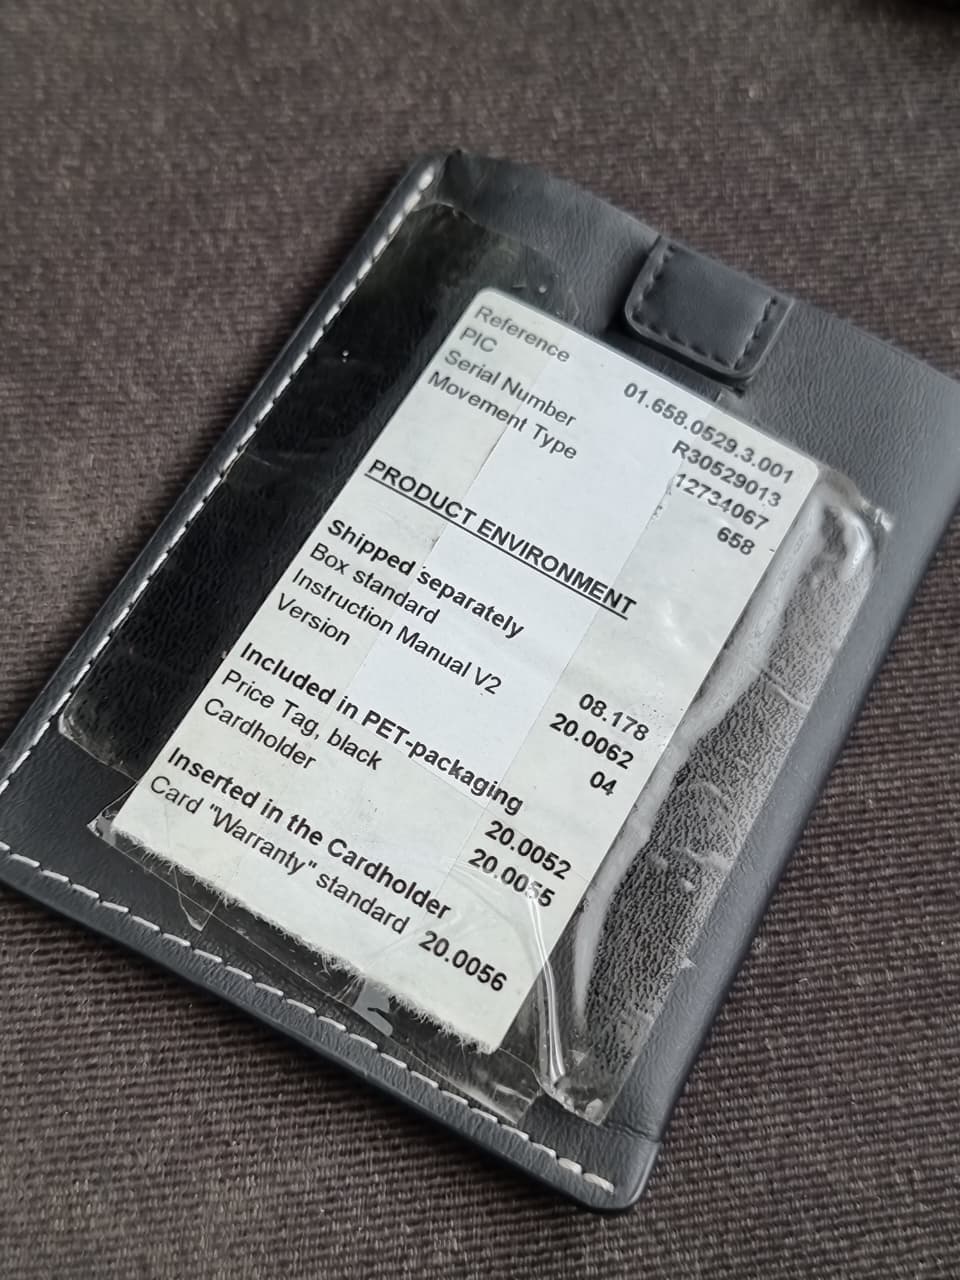 Reference 01.658.0529.3.001
PIC R30529013
Serial Number 12734067
Movement Type 658
PRODUCT ENVIRONMENT
Shipped separately
Box standard 08.178
Instruction Manual V2 20.0062
Version 04
Included in PET-packaging
Price Tag, black 20.0052
Cardholder 20.0055
Inserted in the Cardholder
Card "Warranty" standard 20.0056